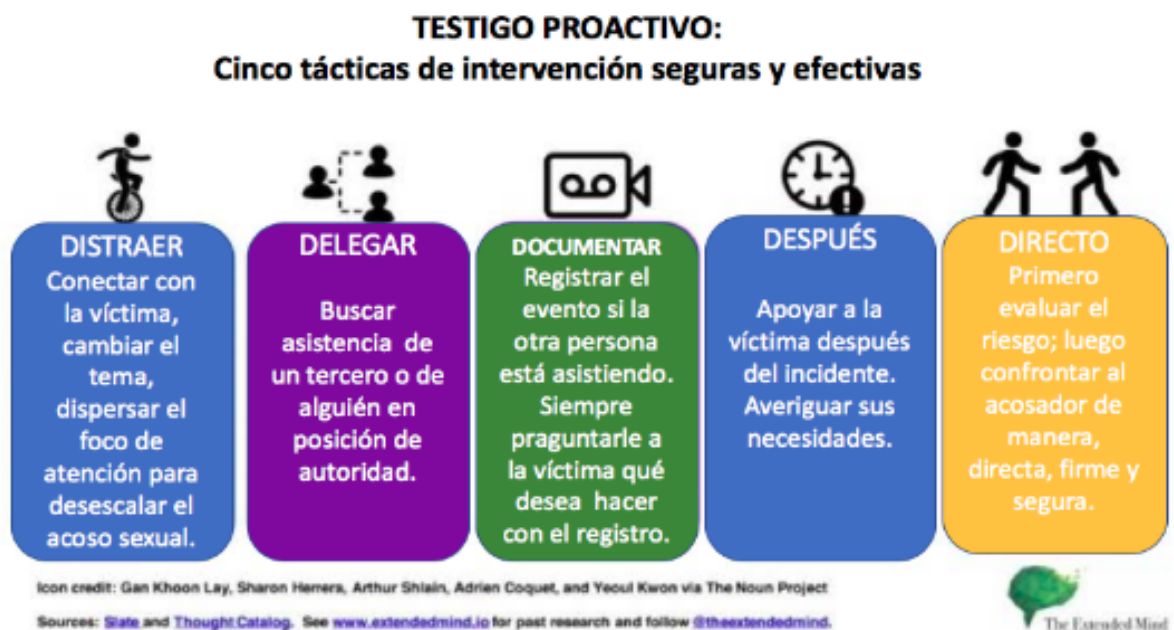 TESTIGO PROACTIVO:
Cinco tácticas de intervención seguras y efectivas
DISTRAER
Conectar con
la víctima,
cambiar el
tema,
dispersar el
foco de
atención para
desescalar el
acoso sexual.
DELEGAR
Buscar
asistencia de
un tercero o de
alguién en
posición de
autoridad.
DOCUMENTAR
Registrar el
evento si la
otra persona
está asistiendo.
Siempre
praguntarle a
la víctima qué
desea hacer
con el registro.
DESPUÉS
Apoyar a la
víctima después
del incidente.
Averiguar sus
necesidades.
DIRECTO
Primero
evaluar el
riesgo; luego
confrontar al
acosador de
manera,
directa, firme y
segura.
Icon credit: Gan Khoon Lay, Sharon Herrera, Arthur Shlain, Adrien Coquet, and Yeoul Kwon via The Noun Project
Sources: Slate and Thought Catalog. See www.extendedmind.io for past research and follow @theextendedmind.
The Extended Mind